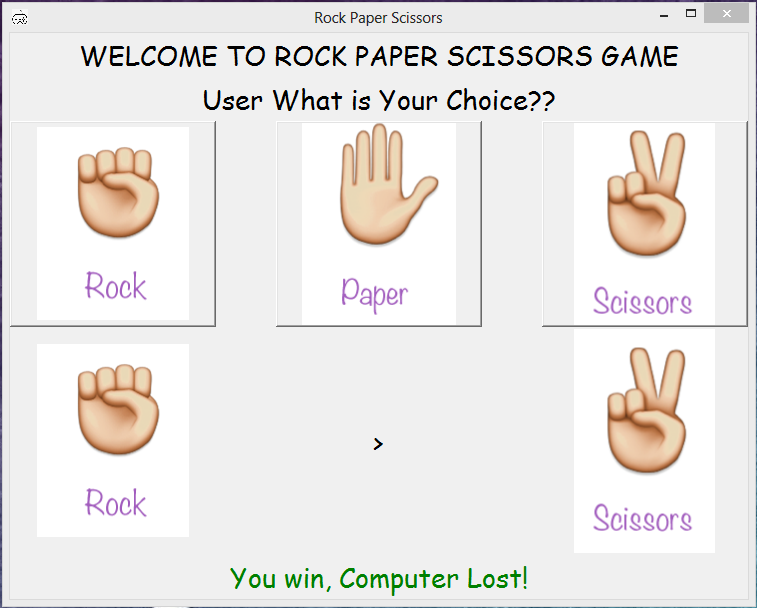 Rock Paper Scissors
WELCOME TO ROCK PAPER SCISSORS GAME
User What is Your Choice??
Rock Paper Scissors
>
Rock Scissors
You win, Computer Lost!